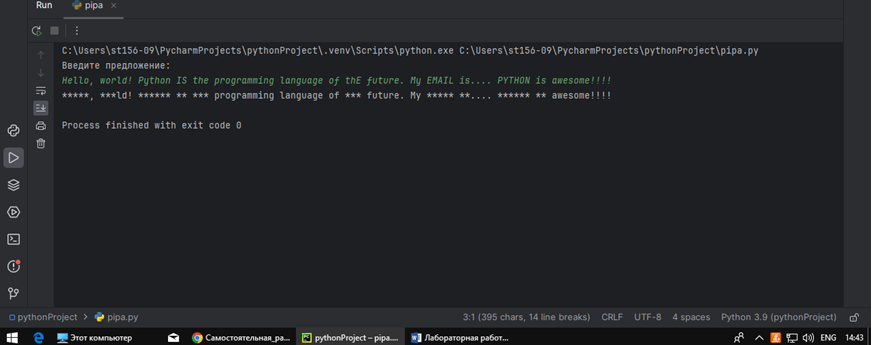 Run pipa
C:\Users\st156-09\PycharmProjects\pythonProject\.venv\Scripts\python.exe C:\Users\st156-09\PycharmProjects\pythonProject\pipa.py
Введите предложение:
Hello, world! Python IS the programming language of thE future. My EMAIL is.... PYTHON is awesome!!!!
*****, ***ld! ****** ** *** programming language of *** future. My ***** **.... ****** ** awesome!!!!
Process finished with exit code 0
pythonProject > pipa.py 3:1 (395 chars, 14 line breaks) CRLF UTF-8 4 spaces Python 3.9 (pythonProject)
Этот компьютер Самостоятельная_ра... pythonProject – pipa.... Лабораторная работ... ENG 14:43